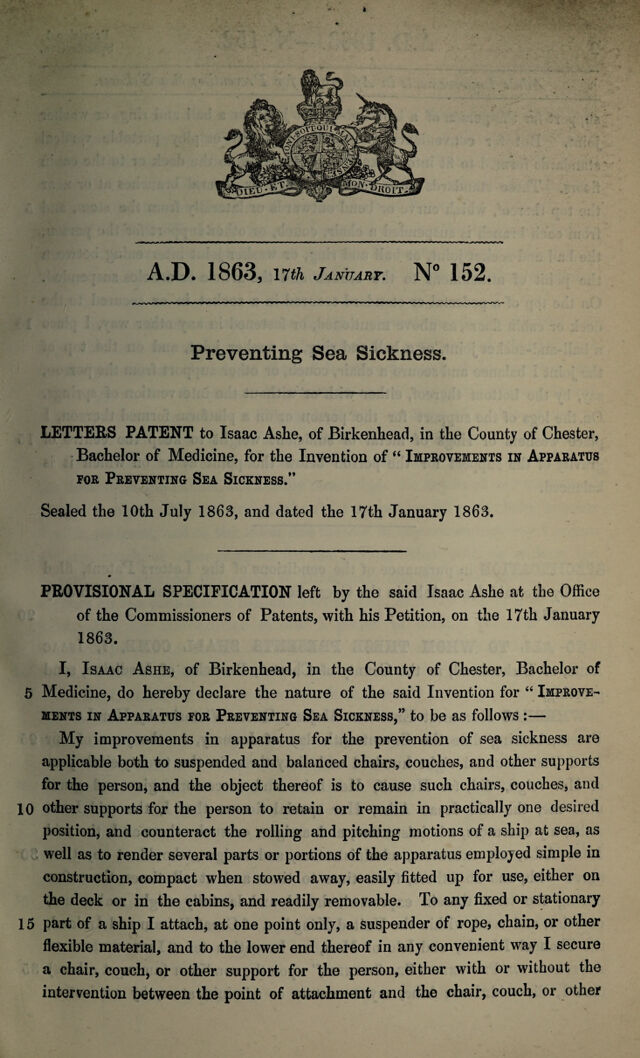 DIEU·ET
MON·DROIT·
A.D. 1863, 17th JANUARY. Nº 152.
Preventing Sea Sickness.
LETTERS PATENT to Isaac Ashe, of Birkenhead, in the County of Chester,
Bachelor of Medicine, for the Invention of “ IMPROVEMENTS IN APPARATUS
FOR PREVENTING SEA SICKNESS.”
Sealed the 10th July 1863, and dated the 17th January 1863.
PROVISIONAL SPECIFICATION left by the said Isaac Ashe at the Office
of the Commissioners of Patents, with his Petition, on the 17th January
1863.
I, ISAAC ASHE, of Birkenhead, in the County of Chester, Bachelor of
5 Medicine, do hereby declare the nature of the said Invention for “ IMPROVE-
MENTS IN APPARATUS FOR PREVENTING SEA SICKNESS,” to be as follows :—
My improvements in apparatus for the prevention of sea sickness are
applicable both to suspended and balanced chairs, couches, and other supports
for the person, and the object thereof is to cause such chairs, couches, and
10 other supports for the person to retain or remain in practically one desired
position, and counteract the rolling and pitching motions of a ship at sea, as
well as to render several parts or portions of the apparatus employed simple in
construction, compact when stowed away, easily fitted up for use, either on
the deck or in the cabins, and readily removable. To any fixed or stationary
15 part of a ship I attach, at one point only, a suspender of rope, chain, or other
flexible material, and to the lower end thereof in any convenient way I secure
a chair, couch, or other support for the person, either with or without the
intervention between the point of attachment and the chair, couch, or other